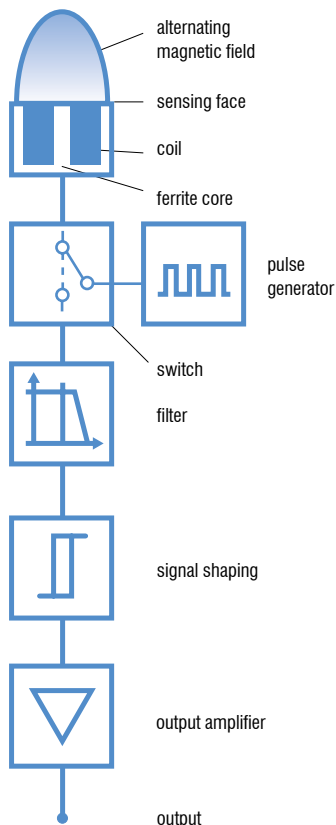 alternating
magnetic field
sensing face
coil
ferrite core
pulse
generator
switch
filter
signal shaping
output amplifier
output